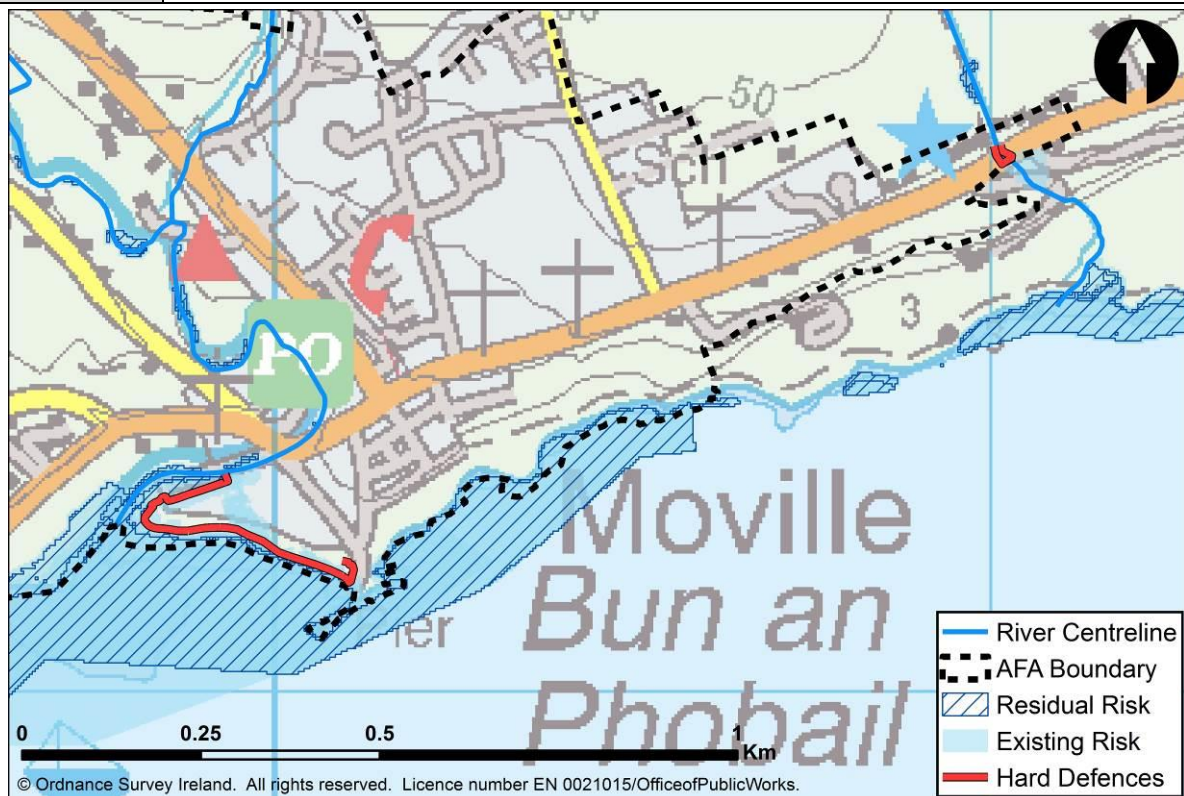 50
Sch
PO
3
Moville
Bun an
Phobail
Pier
River Centreline
AFA Boundary
Residual Risk
Existing Risk
Hard Defences
0 0.25 0.5 1
Km
© Ordnance Survey Ireland. All rights reserved. Licence number EN 0021015/OfficeofPublicWorks.